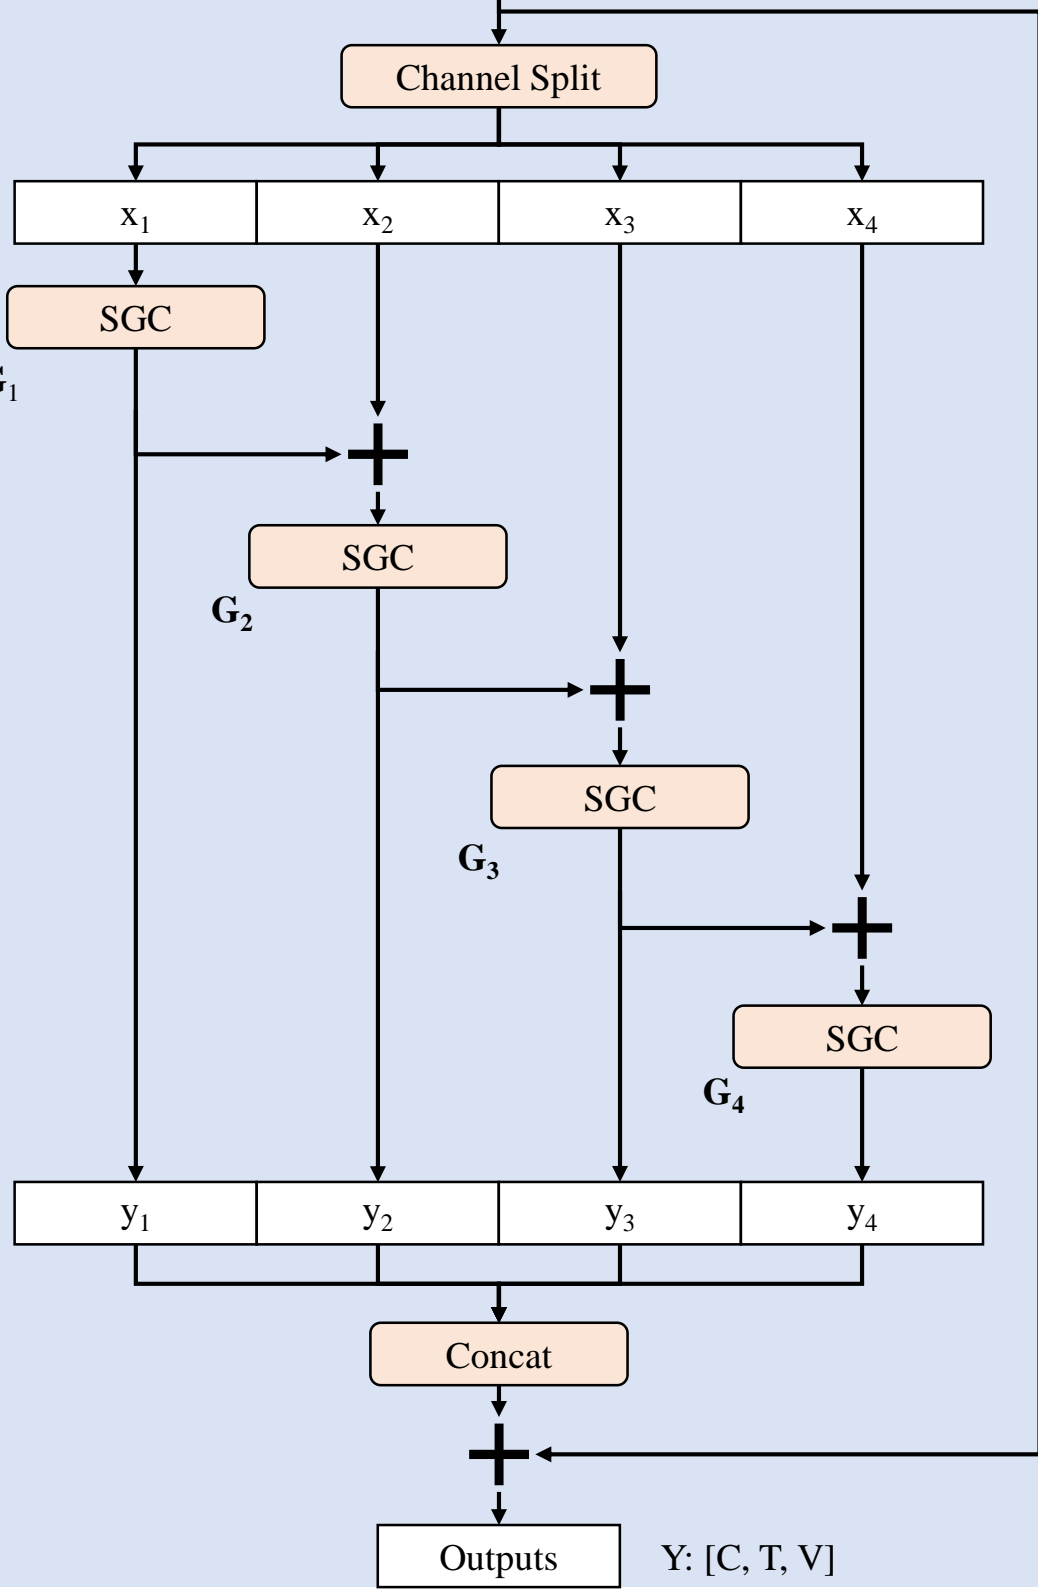 Channel Split
x₁ x₂ x₃ x₄
SGC
G₁
SGC
G₂
SGC
G₃
SGC
G₄
y₁ y₂ y₃ y₄
Concat
Outputs Y: [C, T, V]